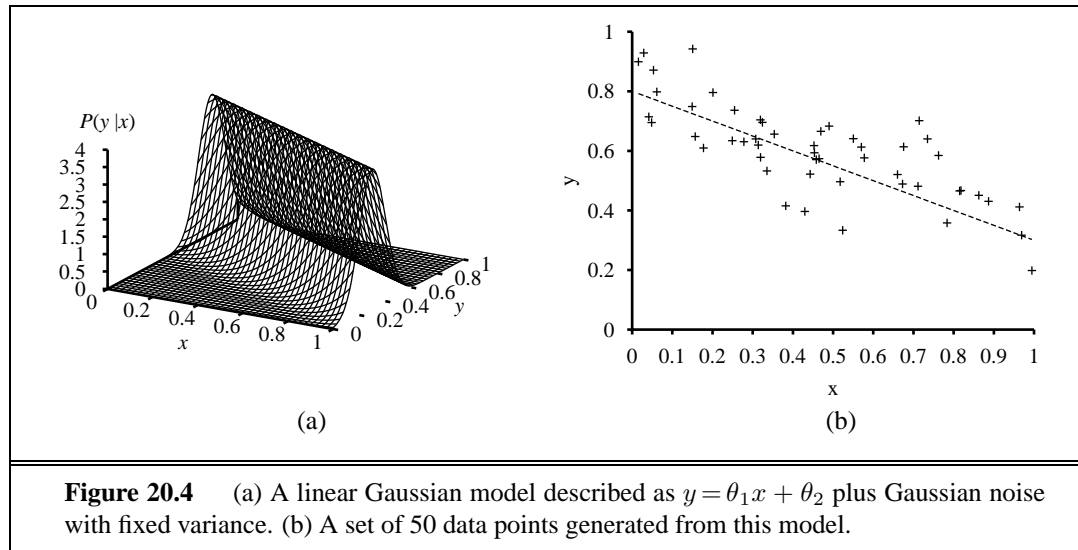 P(y |x)
4
3.5
3
2.5
2
1.5
1
0.5
0
0 0.2 0.4 0.6 0.8 1
x
0 0.2 0.4 0.6 0.8 1
y
(a)
1
0.8
0.6
0.4
0.2
0
y
0 0.1 0.2 0.3 0.4 0.5 0.6 0.7 0.8 0.9 1
x
(b)
Figure 20.4 (a) A linear Gaussian model described as y = θ₁x + θ₂ plus Gaussian noise
with fixed variance. (b) A set of 50 data points generated from this model.